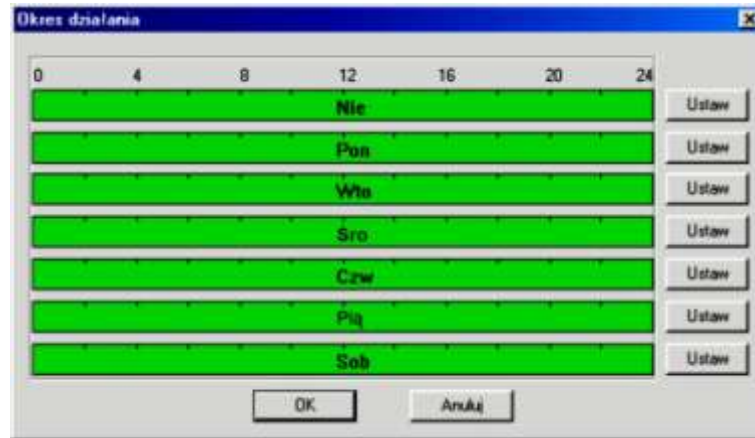 Okres działania
0 4 8 12 16 20 24
Nie Ustaw
Pon Ustaw
Wto Ustaw
Sro Ustaw
Czw Ustaw
Pią Ustaw
Sob Ustaw
OK Anuluj